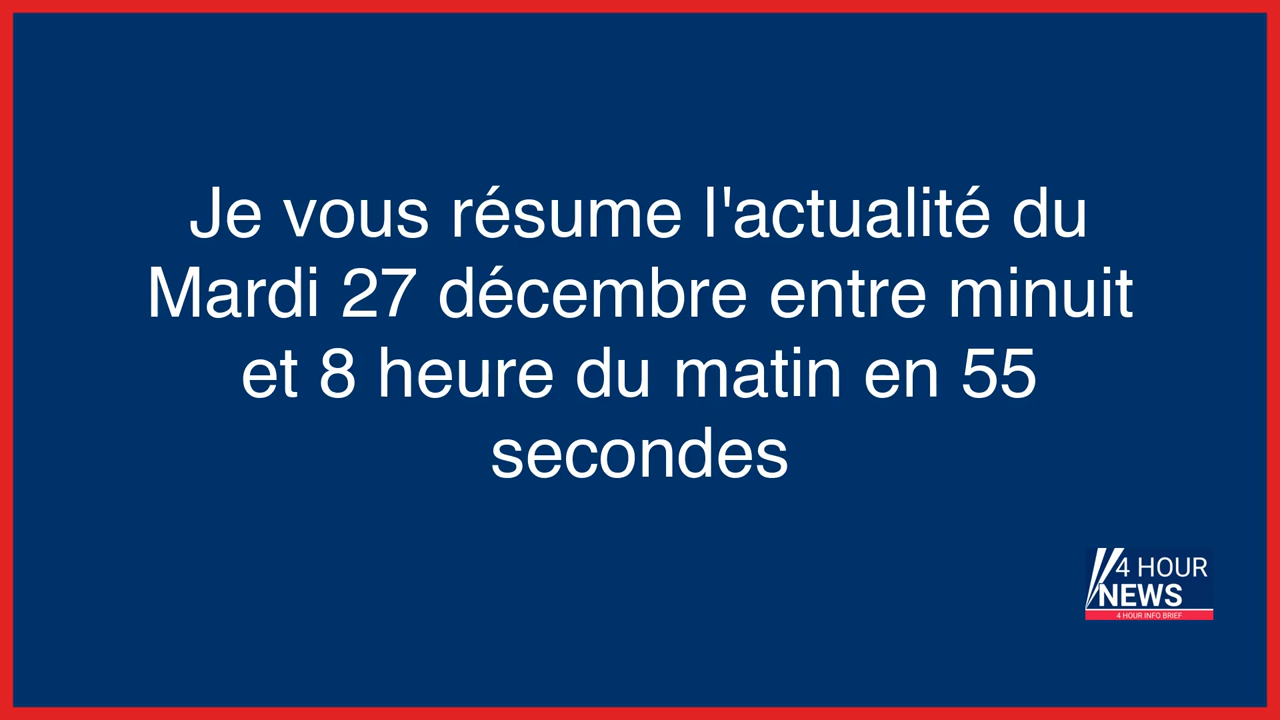 Je vous résume l'actualité du
Mardi 27 décembre entre minuit
et 8 heure du matin en 55
secondes
4 HOUR
NEWS
4 HOUR INFO BRIEF